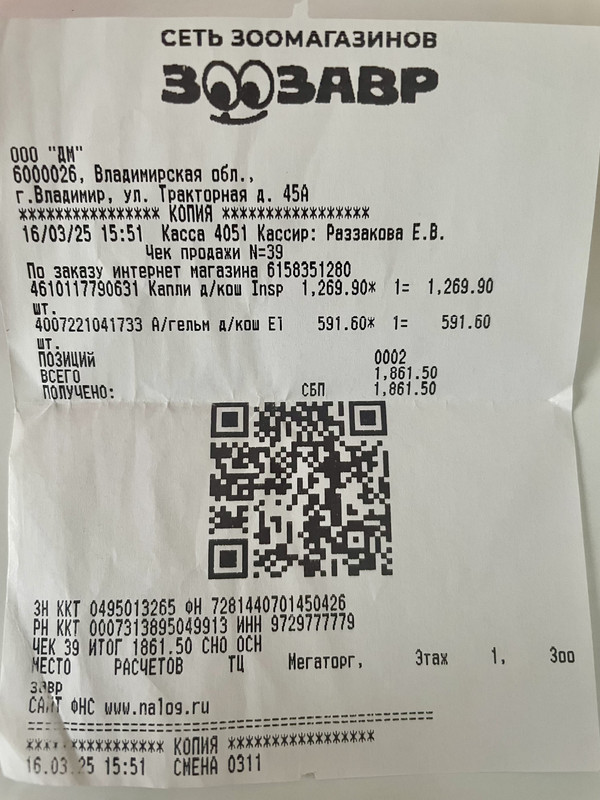 СЕТЬ ЗООМАГАЗИНОВ
ЗООЗАВР
ООО "ДМ"
6000026, Владимирская обл.,
г.Владимир, ул. Тракторная д. 45А
**************** КОПИЯ *****************
16/03/25 15:51 Касса 4051 Кассир: Раззакова Е.В.
Чек продажи N=39
По заказу интернет магазина 6158351280
4610117790631 Капли д/кош Insp 1,269.90* 1= 1,269.90
шт.
4007221041733 А/гельм д/кош El 591.60* 1= 591.60
шт.
ПОЗИЦИЙ 0002
ВСЕГО 1,861.50
ПОЛУЧЕНО: СБП 1,861.50
ЗН ККТ 0495013265 ФН 7281440701450426
РН ККТ 0007313895049913 ИНН 9729777779
ЧЕК 39 ИТОГ 1861.50 СНО ОСН
МЕСТО РАСЧЕТОВ ТЦ Мегаторг, Этаж 1, Зоо
завр
САЙТ ФНС www.nalog.ru
================================================
**************** КОПИЯ *****************
16.03.25 15:51 СМЕНА 0311